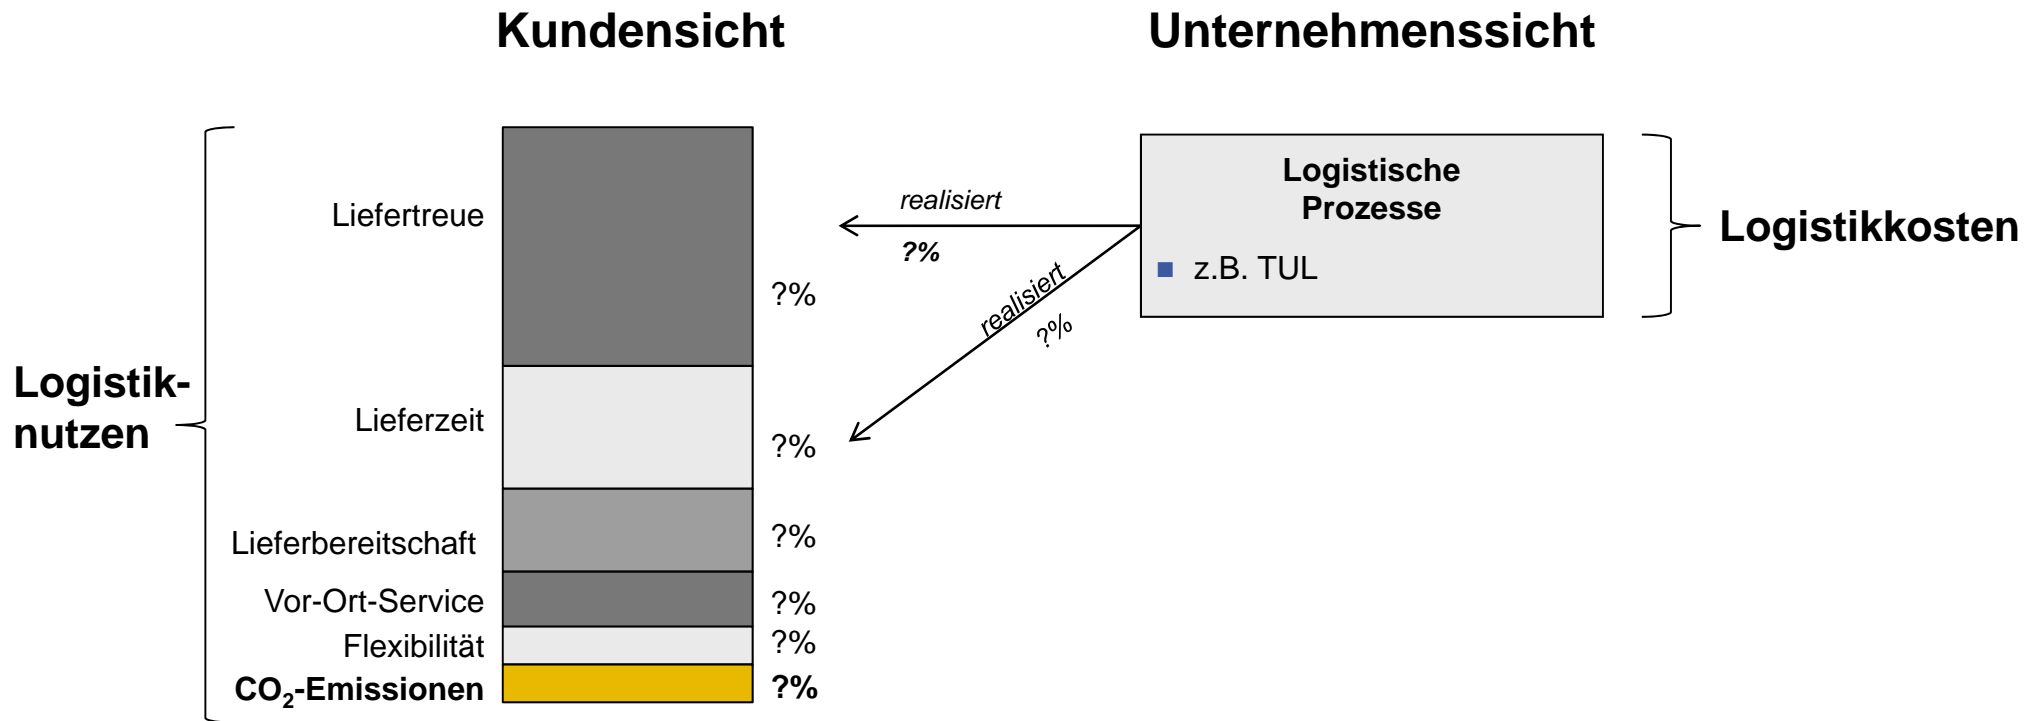 Kundensicht
Unternehmenssicht
Logistik-
nutzen
Liefertreue
?%
Lieferzeit
?%
Lieferbereitschaft
?%
Vor-Ort-Service
?%
Flexibilität
?%
CO₂-Emissionen
?%
realisiert
?%
realisiert
?%
Logistische
Prozesse
■ z.B. TUL
Logistikkosten